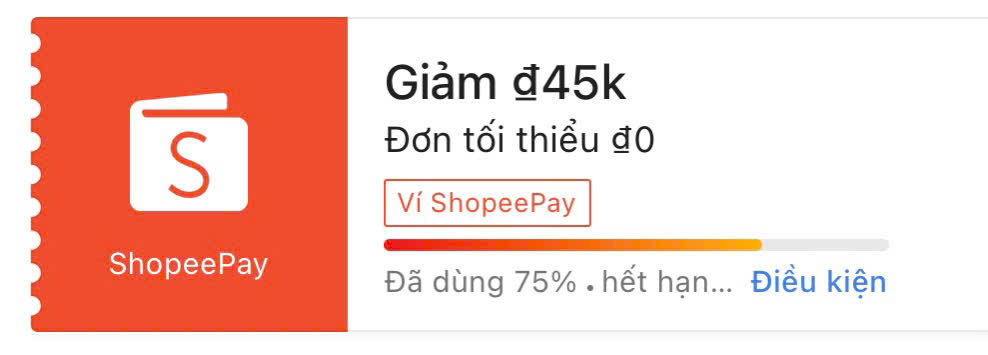 S
ShopeePay
Giảm ₫45k
Đơn tối thiểu ₫0
Ví ShopeePay
Đã dùng 75% . hết hạn... Điều kiện